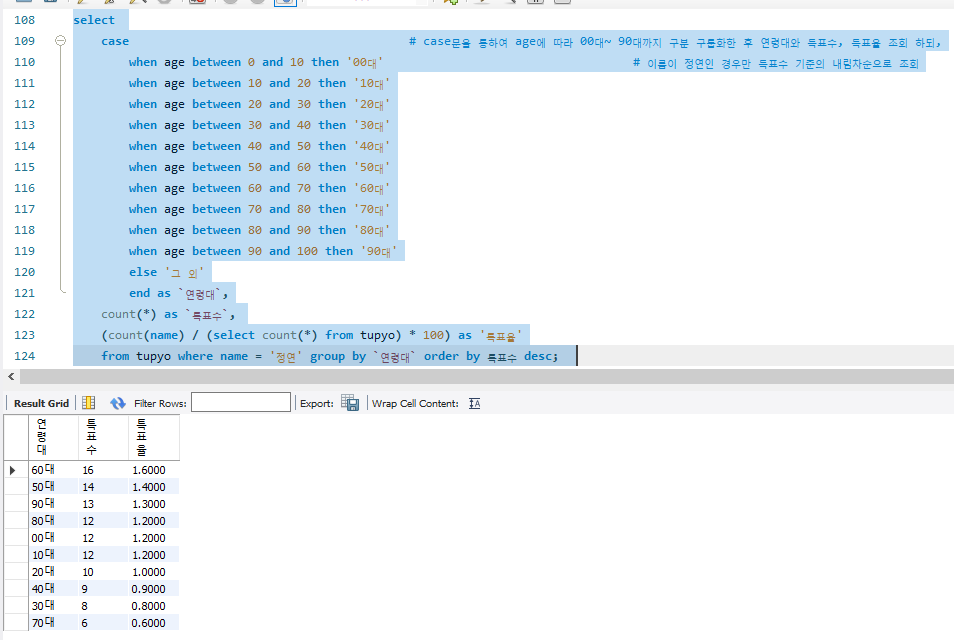 108 select
109 case # case문을 통하여 age에 따라 00대~ 90대까지 구분 구룹화한 후 연령대와 득표수, 득표율 조회 하되,
110 when age between 0 and 10 then '00대' # 이름이 정연인 경우만 득표수 기준의 내림차순으로 조회
111 when age between 10 and 20 then '10대'
112 when age between 20 and 30 then '20대'
113 when age between 30 and 40 then '30대'
114 when age between 40 and 50 then '40대'
115 when age between 50 and 60 then '50대'
116 when age between 60 and 70 then '60대'
117 when age between 70 and 80 then '70대'
118 when age between 80 and 90 then '80대'
119 when age between 90 and 100 then '90대'
120 else '그 외'
121 end as `연령대`,
122 count(*) as `득표수`,
123 (count(name) / (select count(*) from tupyo) * 100) as '득표율'
124 from tupyo where name = '정연' group by `연령대` order by 득표수 desc;
Result Grid Filter Rows: Export: Wrap Cell Content: IA
연령대 득표수 득표율
60대 16 1.6000
50대 14 1.4000
90대 13 1.3000
80대 12 1.2000
00대 12 1.2000
10대 12 1.2000
20대 10 1.0000
40대 9 0.9000
30대 8 0.8000
70대 6 0.6000